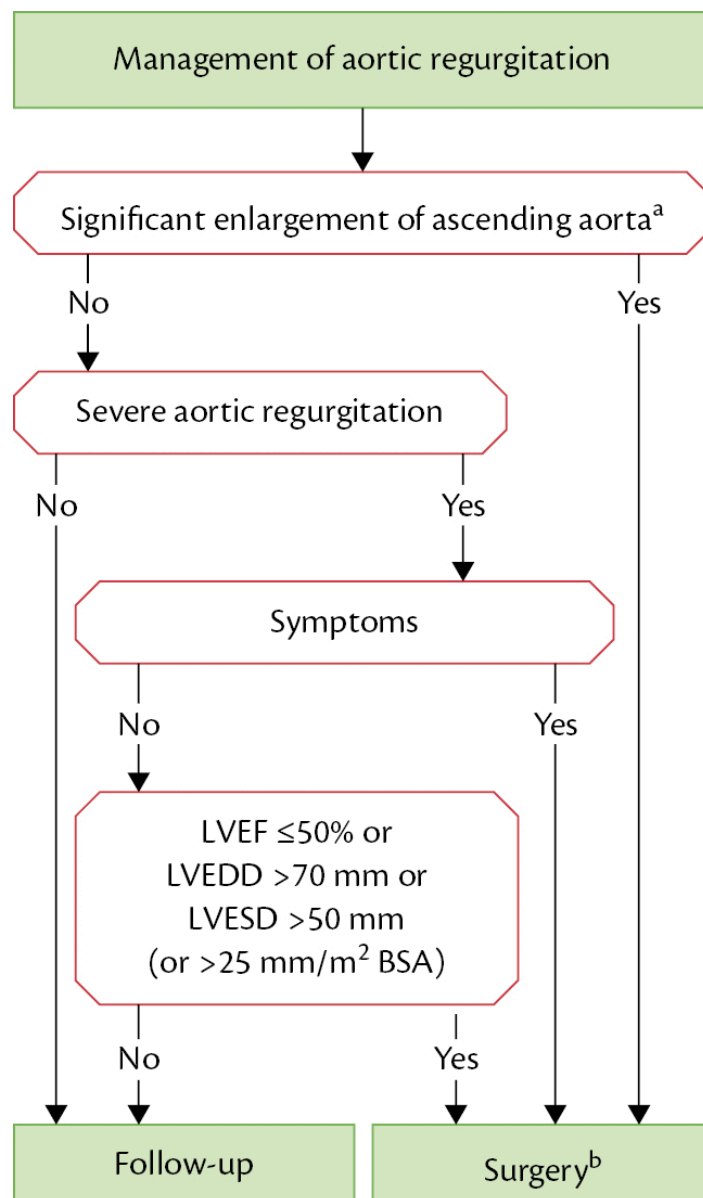 Management of aortic regurgitation
Significant enlargement of ascending aortaᵃ
No
Yes
Severe aortic regurgitation
No
Yes
Symptoms
No
Yes
LVEF ≤50% or
LVEDD >70 mm or
LVESD >50 mm
(or >25 mm/m² BSA)
No
Yes
Follow-up
Surgeryᵇ